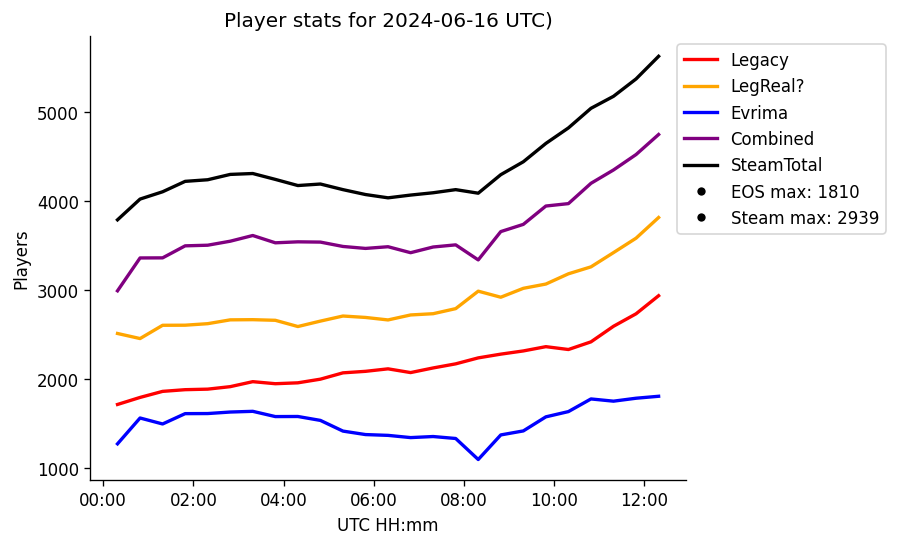 Player stats for 2024-06-16 UTC)
Legacy
LegReal?
Evrima
Combined
SteamTotal
EOS max: 1810
Steam max: 2939
Players
5000
4000
3000
2000
1000
00:00 02:00 04:00 06:00 08:00 10:00 12:00
UTC HH:mm